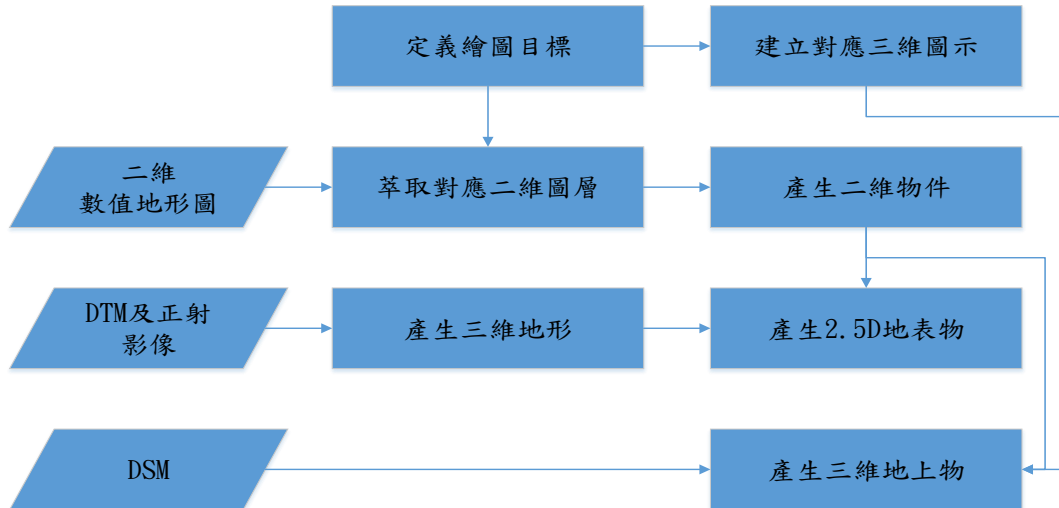 定義繪圖目標
建立對應三維圖示
二維
數值地形圖
萃取對應二維圖層
產生二維物件
DTM及正射
影像
產生三維地形
產生2.5D地表物
DSM
產生三維地上物